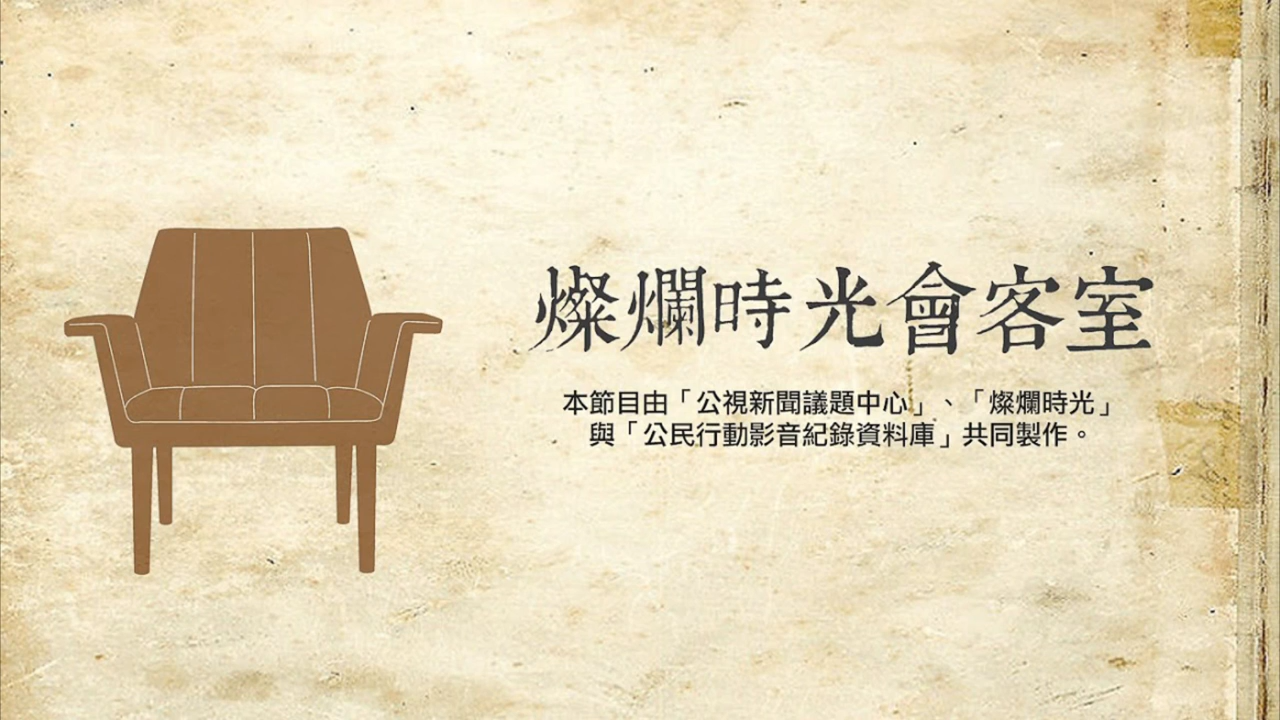 燦爛時光會客室
本節目由「公視新聞議題中心」、「燦爛時光」
與「公民行動影音紀錄資料庫」共同製作。